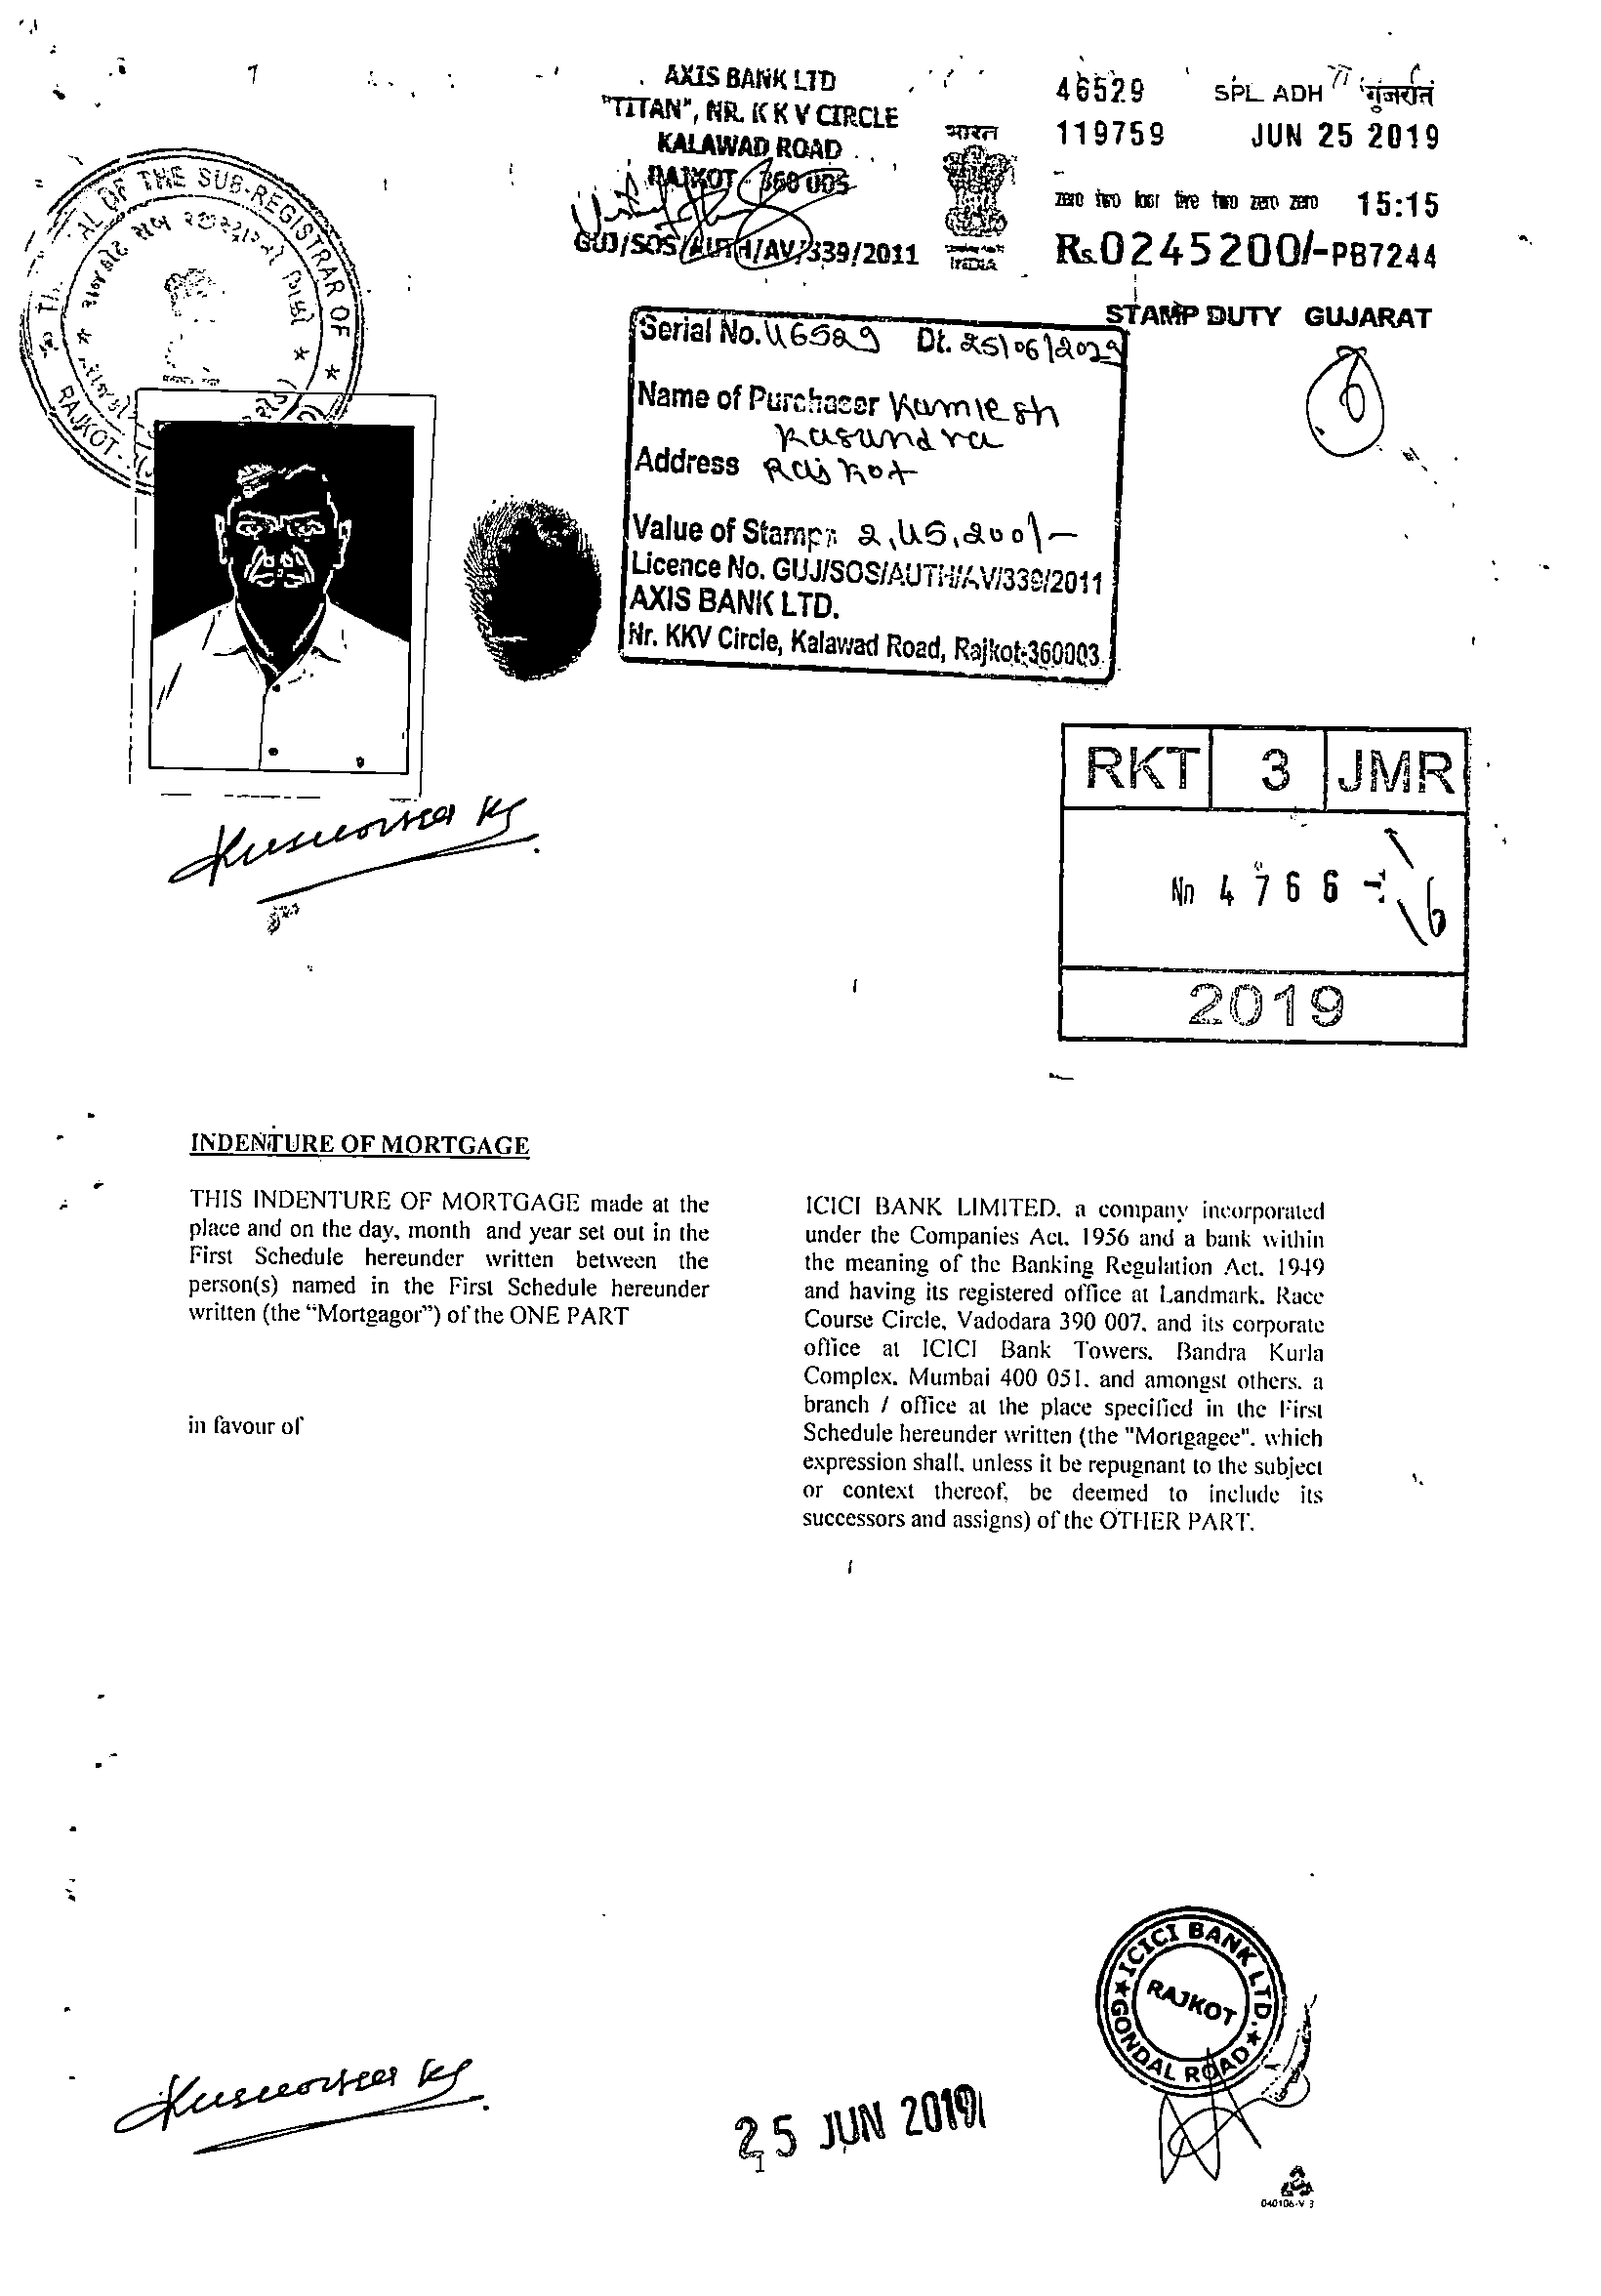 AXIS BANK LTD
"TITAN", NR. K K V CIRCLE
KALAWAD ROAD
RAJKOT - 360 005
GUJ/SOS/AUTH/AV/339/2011
भारत
INDIA
46529 SPL ADH गुजरात
119759 JUN 25 2019
zero two four five two zero zero 15:15
Rs.0245200/-PB7244
STAMP DUTY GUJARAT
SEAL OF THE SUB-REGISTRAR OF
RAJKOT
Serial No. 46529 Dt. 25/06/2019
Name of Purchaser Kamlesh
Kasundra
Address Rajkot
Value of Stamp: 2,45,200/-
Licence No. GUJ/SOS/AUTH/AV/339/2011
AXIS BANK LTD.
Nr. KKV Circle, Kalawad Road, Rajkot-360003.
RKT 3 JMR
No 4766
2019
INDENTURE OF MORTGAGE
THIS INDENTURE OF MORTGAGE made at the
place and on the day, month and year set out in the
First Schedule hereunder written between the
person(s) named in the First Schedule hereunder
written (the “Mortgagor”) of the ONE PART
in favour of
ICICI BANK LIMITED, a company incorporated
under the Companies Act, 1956 and a bank within
the meaning of the Banking Regulation Act, 1949
and having its registered office at Landmark, Race
Course Circle, Vadodara 390 007, and its corporate
office at ICICI Bank Towers, Bandra Kurla
Complex, Mumbai 400 051, and amongst others, a
branch / office at the place specified in the First
Schedule hereunder written (the "Mortgagee", which
expression shall, unless it be repugnant to the subject
or context thereof, be deemed to include its
successors and assigns) of the OTHER PART.
ICICI BANK LTD.
RAJKOT
GONDAL ROAD
25 JUN 2019
040106-V 3